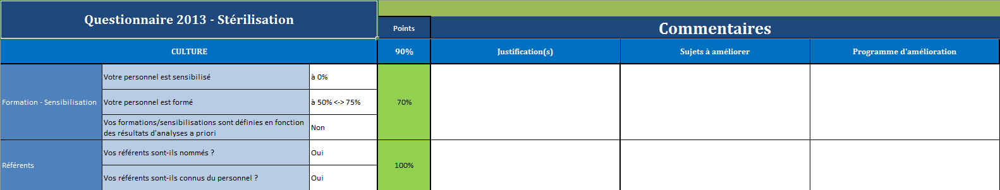 Questionnaire 2013 - Stérilisation
Points
Commentaires
CULTURE
90%
Justification(s)
Sujets à améliorer
Programme d'amélioration
Formation - Sensibilisation
Votre personnel est sensibilisé
à 0%
Votre personnel est formé
à 50% <-> 75%
70%
Vos formations/sensibilisations sont définies en fonction
des résultats d'analyses a priori
Non
Référents
Vos référents sont-ils nommés ?
Oui
100%
Vos référents sont-ils connus du personnel ?
Oui